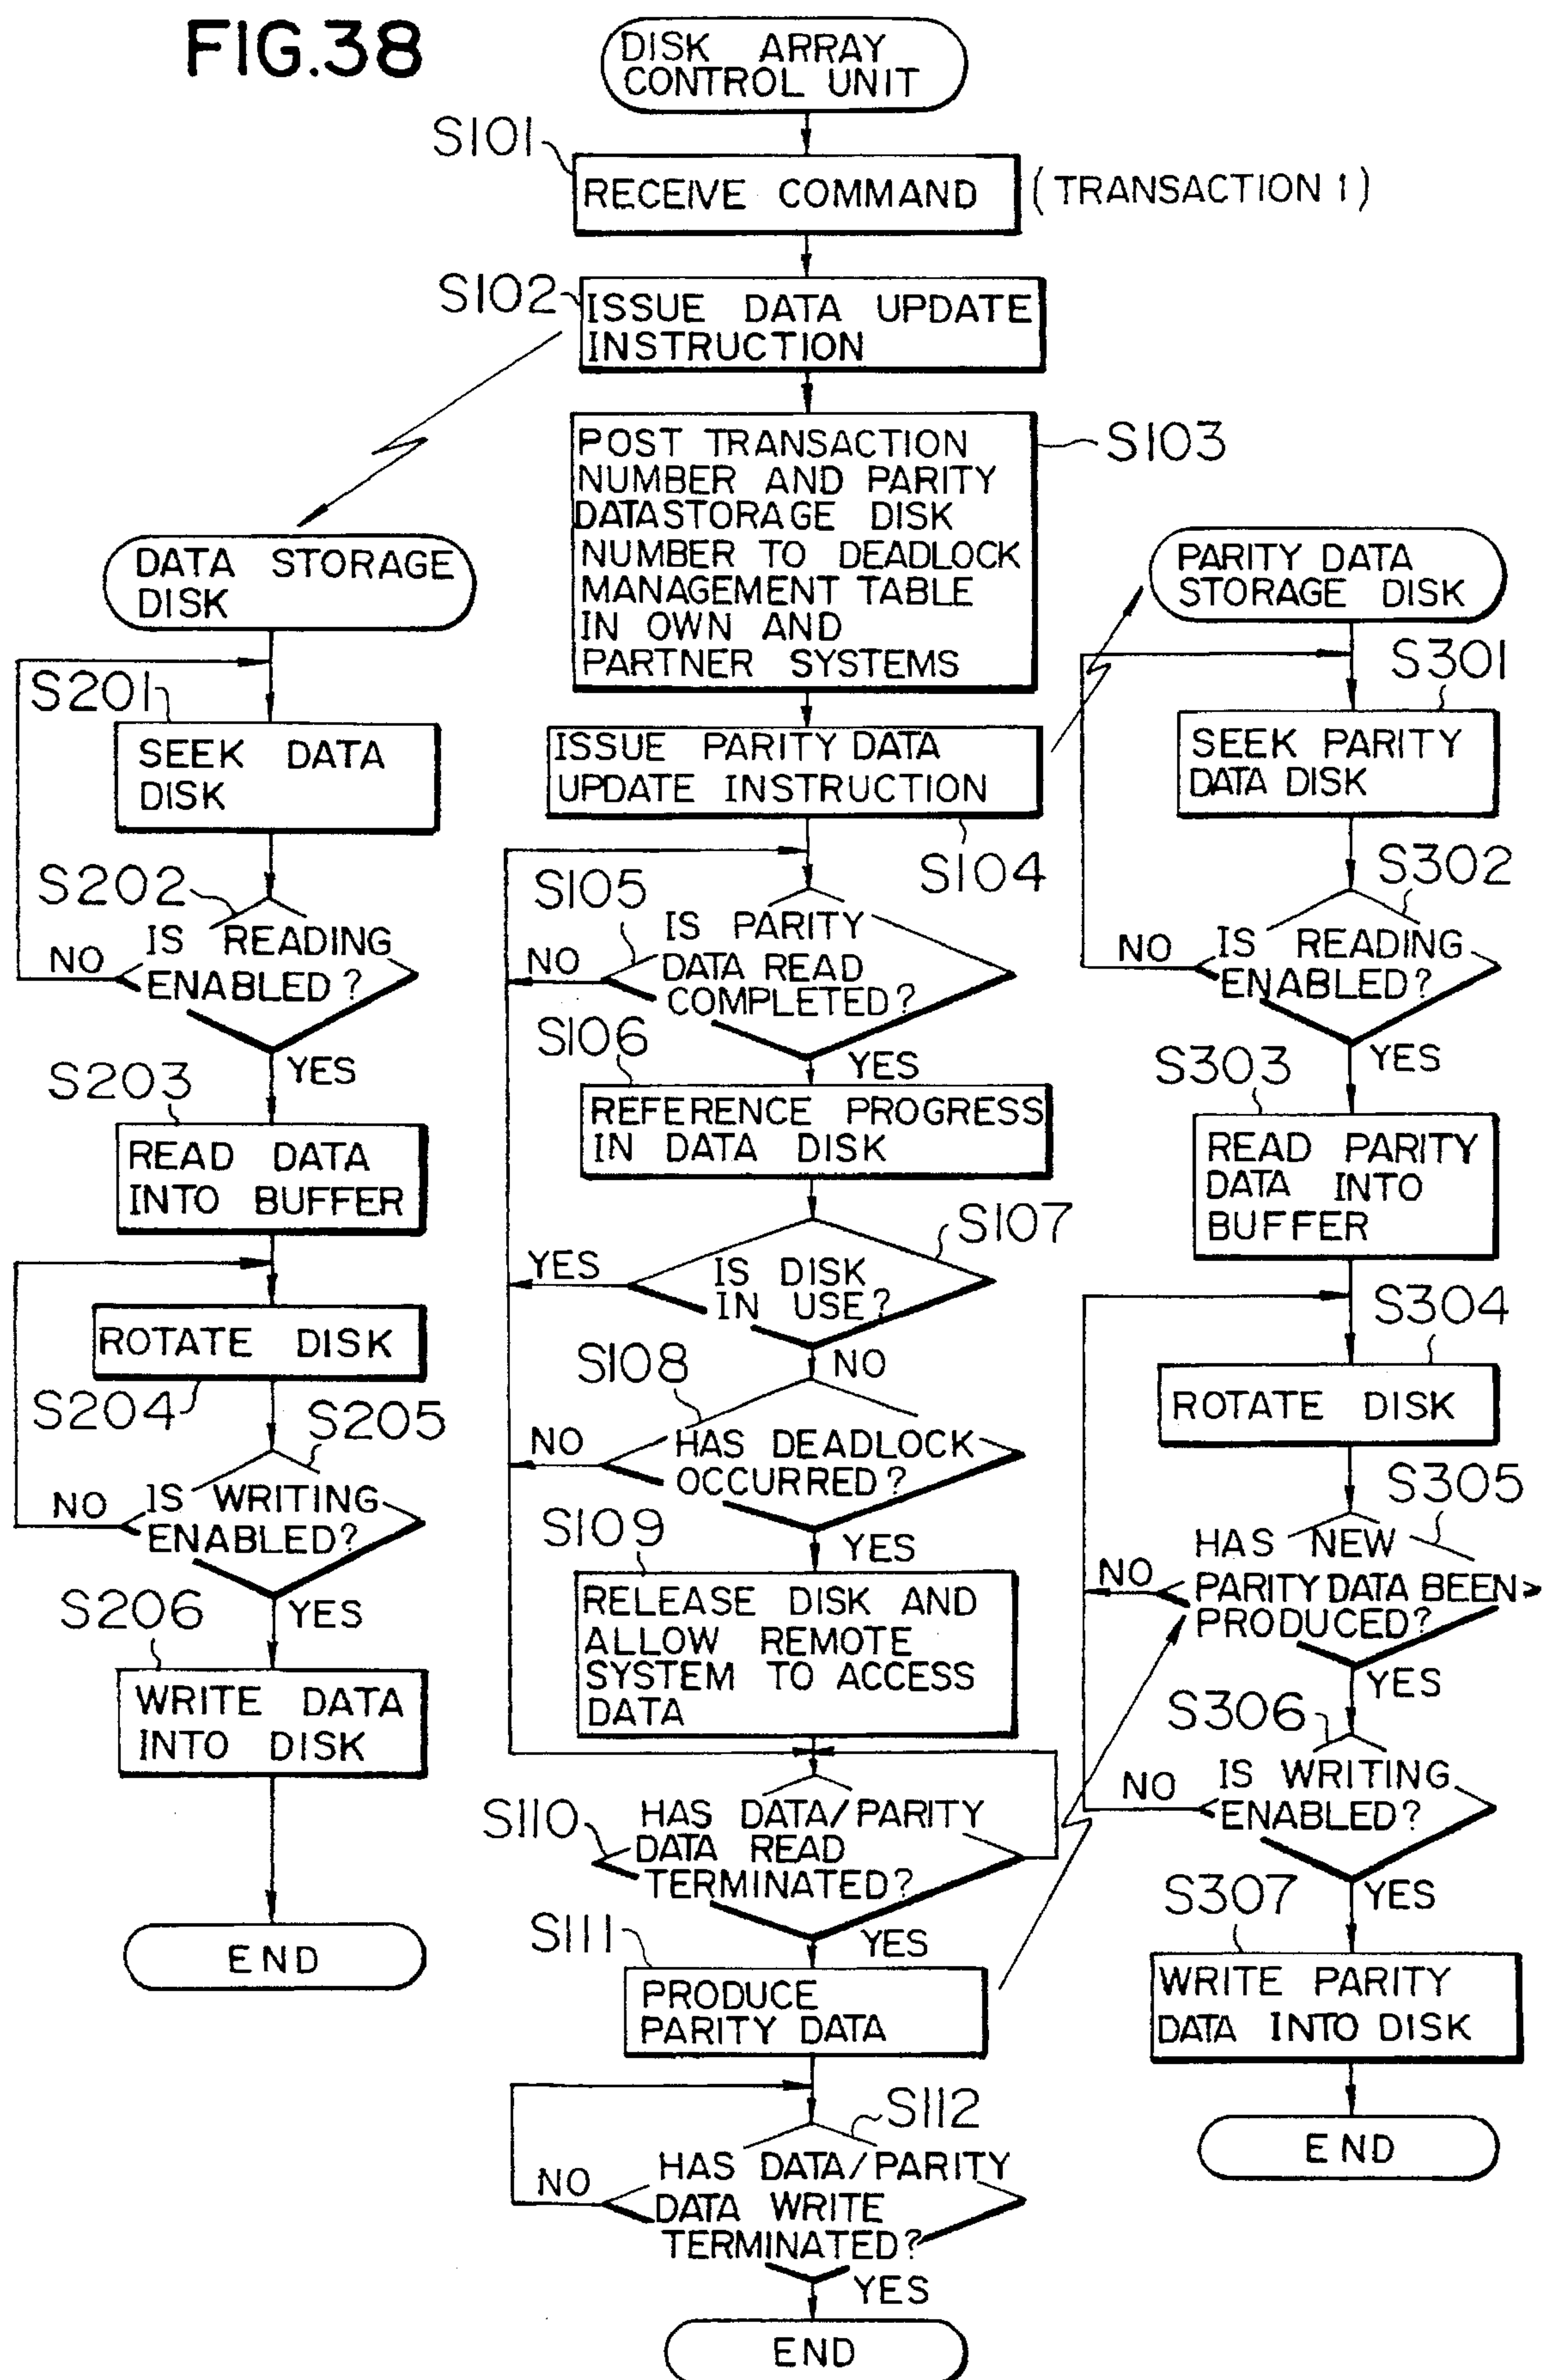 FIG.38
DISK ARRAY
CONTROL UNIT
S101
RECEIVE COMMAND
(TRANSACTION 1)
S102
ISSUE DATA UPDATE
INSTRUCTION
POST TRANSACTION
NUMBER AND PARITY
DATASTORAGE DISK
NUMBER TO DEADLOCK
MANAGEMENT TABLE
IN OWN AND
PARTNER SYSTEMS
S103
ISSUE PARITY DATA
UPDATE INSTRUCTION
S104
S105
IS PARITY
DATA READ
COMPLETED?
NO
YES
S106
REFERENCE PROGRESS
IN DATA DISK
S107
IS DISK
IN USE?
YES
NO
S108
HAS DEADLOCK
OCCURRED?
NO
YES
S109
RELEASE DISK AND
ALLOW REMOTE
SYSTEM TO ACCESS
DATA
S110
HAS DATA/PARITY
DATA READ
TERMINATED?
YES
S111
PRODUCE
PARITY DATA
S112
HAS DATA/PARITY
DATA WRITE
TERMINATED?
NO
YES
END
DATA STORAGE
DISK
S201
SEEK DATA
DISK
S202
IS READING
ENABLED?
NO
YES
S203
READ DATA
INTO BUFFER
ROTATE DISK
S204
S205
IS WRITING
ENABLED?
NO
YES
S206
WRITE DATA
INTO DISK
END
PARITY DATA
STORAGE DISK
S301
SEEK PARITY
DATA DISK
S302
IS READING
ENABLED?
NO
YES
S303
READ PARITY
DATA INTO
BUFFER
S304
ROTATE DISK
S305
HAS NEW
PARITY DATA BEEN
PRODUCED?
NO
YES
S306
IS WRITING
ENABLED?
NO
YES
S307
WRITE PARITY
DATA INTO DISK
END